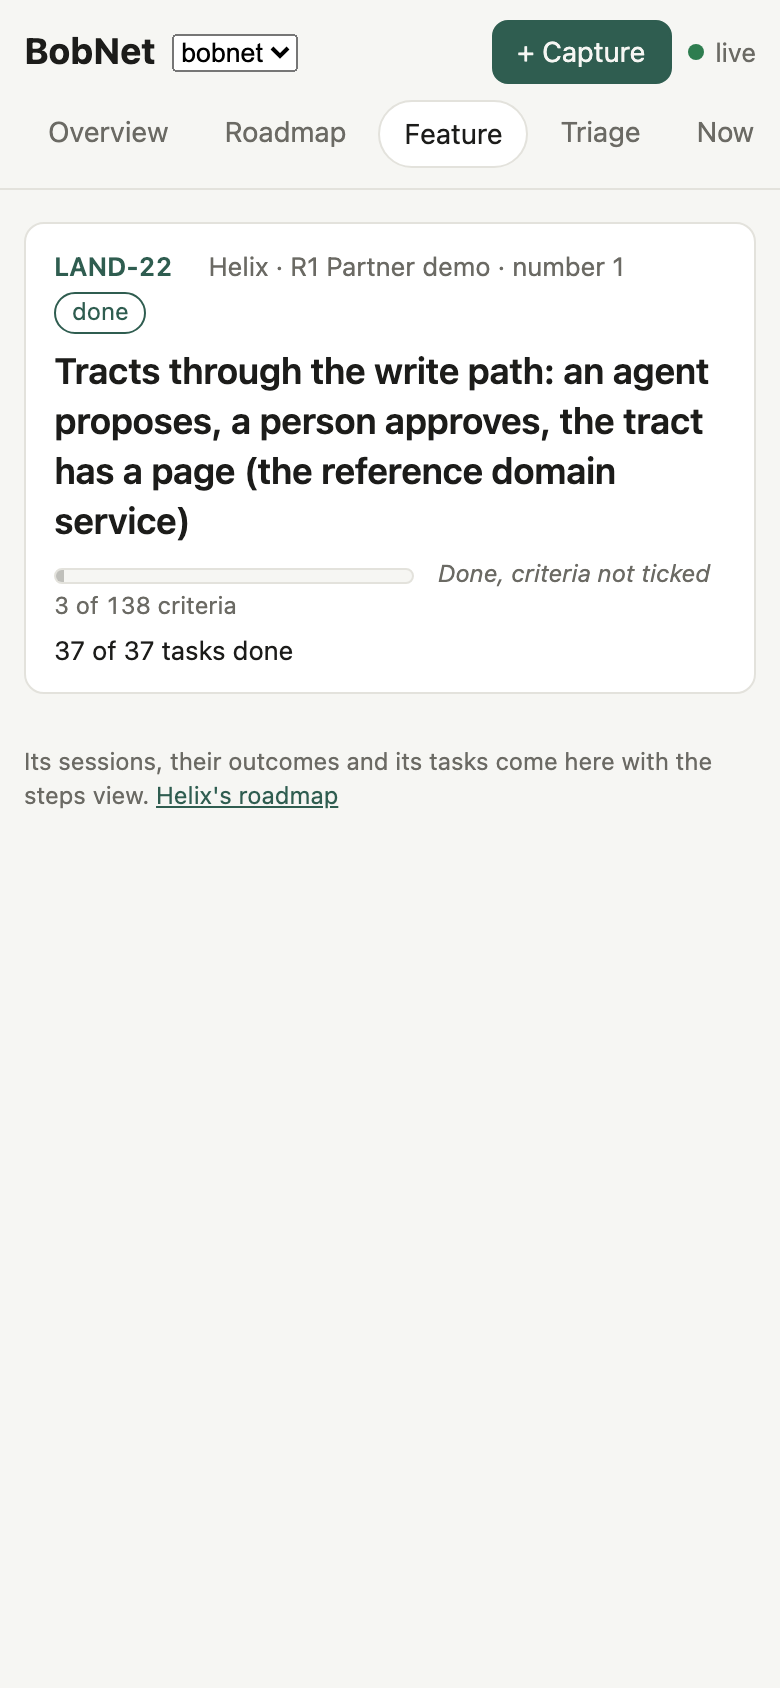 BobNet bobnet + Capture live
Overview Roadmap Feature Triage Now
LAND-22 Helix · R1 Partner demo · number 1
done
Tracts through the write path: an agent
proposes, a person approves, the tract
has a page (the reference domain
service)
Done, criteria not ticked
3 of 138 criteria
37 of 37 tasks done
Its sessions, their outcomes and its tasks come here with the
steps view. Helix's roadmap